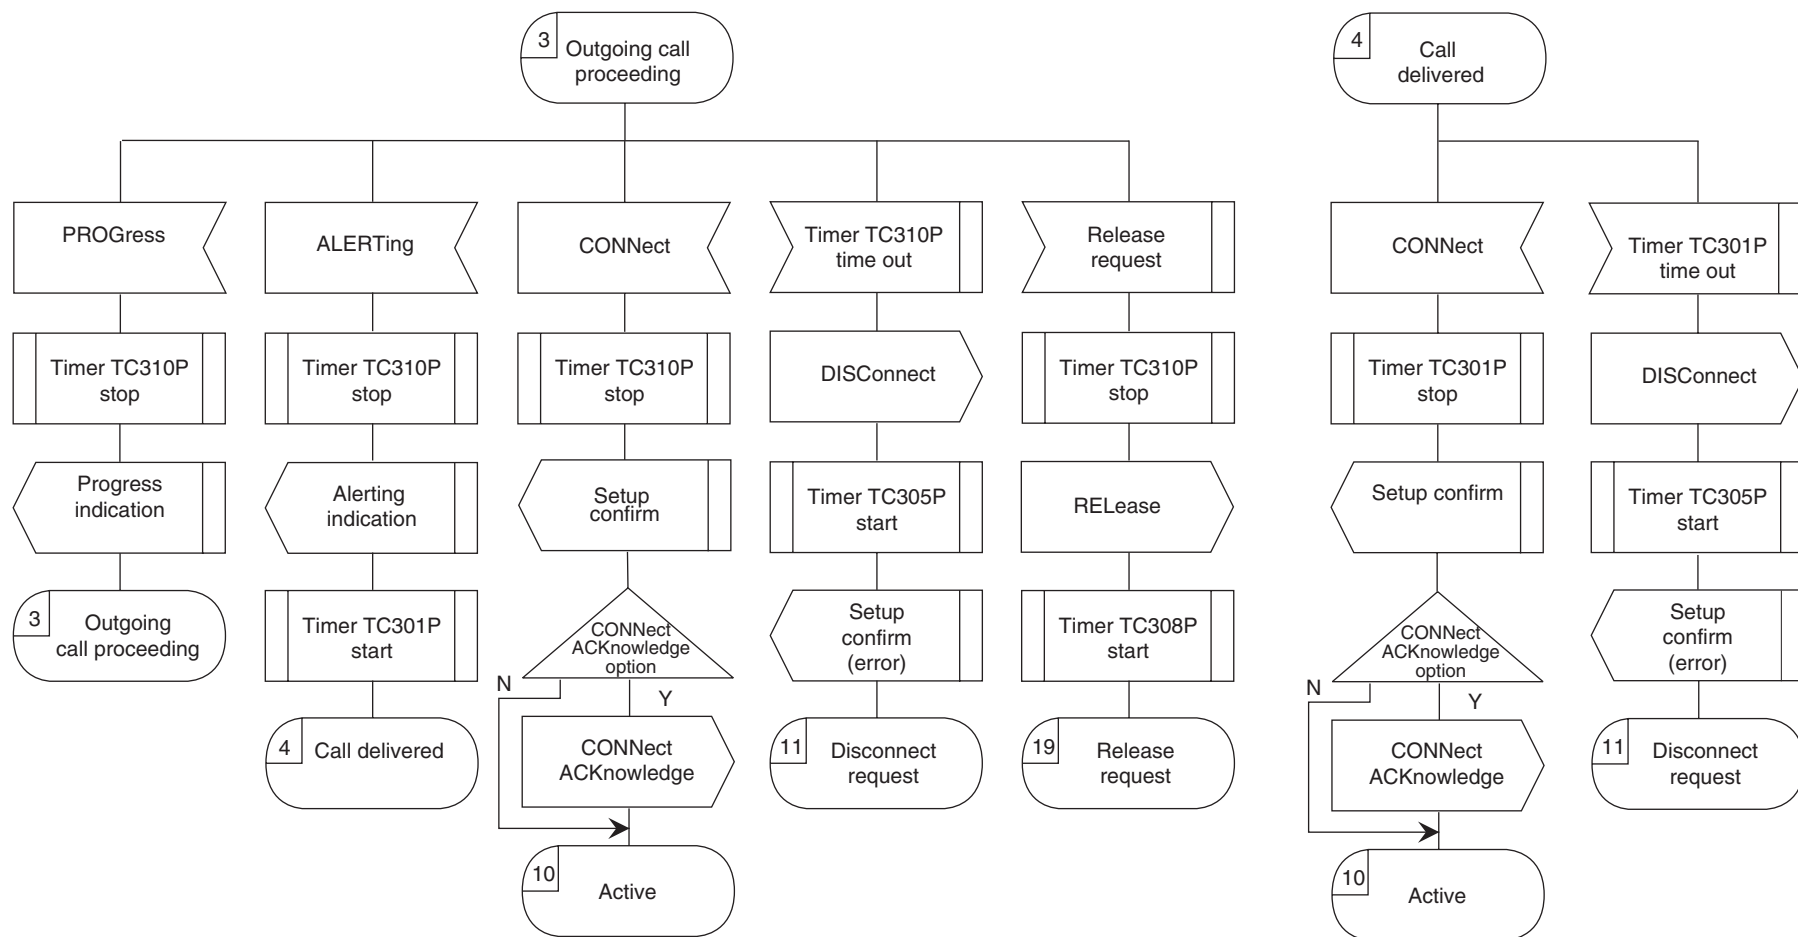 3
Outgoing call
proceeding
4
Call
delivered
PROGress
ALERTing
CONNect
Timer TC310P
time out
Release
request
CONNect
Timer TC301P
time out
Timer TC310P
stop
Timer TC310P
stop
Timer TC310P
stop
DISConnect
Timer TC310P
stop
Timer TC301P
stop
DISConnect
Progress
indication
Alerting
indication
Setup
confirm
Timer TC305P
start
RELease
Setup confirm
Timer TC305P
start
3
Outgoing
call proceeding
Timer TC301P
start
CONNect
ACKnowledge
option
N
Y
Setup
confirm
(error)
Timer TC308P
start
CONNect
ACKnowledge
option
N
Y
Setup
confirm
(error)
4
Call delivered
CONNect
ACKnowledge
11
Disconnect
request
19
Release
request
CONNect
ACKnowledge
11
Disconnect
request
10
Active
10
Active